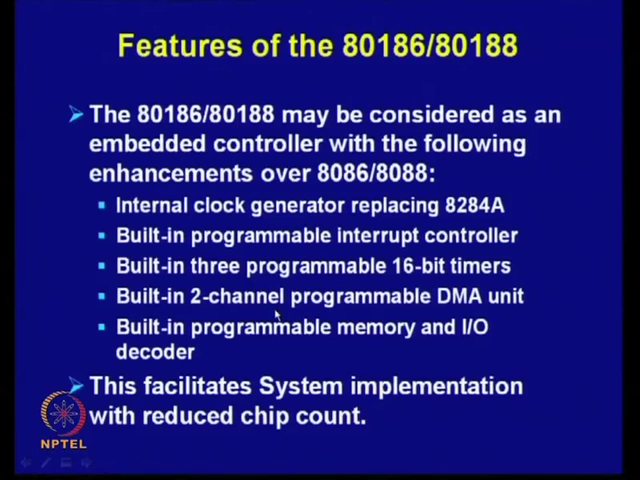 Features of the 80186/80188
The 80186/80188 may be considered as an
embedded controller with the following
enhancements over 8086/8088:
Internal clock generator replacing 8284A
Built-in programmable interrupt controller
Built-in three programmable 16-bit timers
Built-in 2-channel programmable DMA unit
Built-in programmable memory and I/O
decoder
This facilitates System implementation
with reduced chip count.
NPTEL